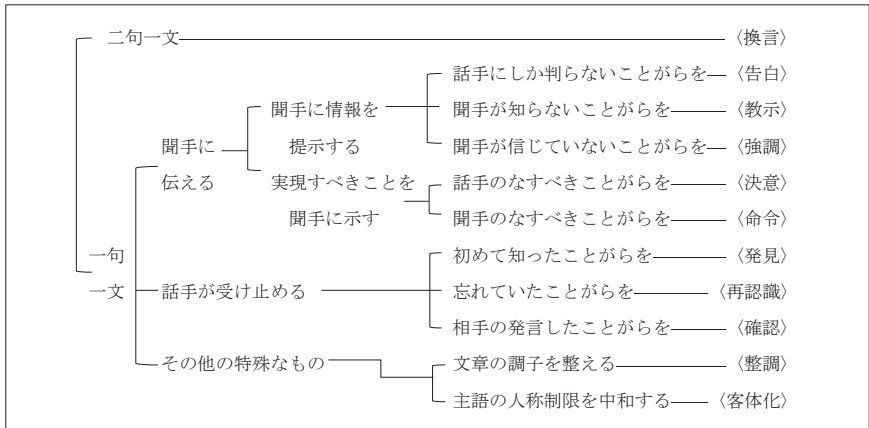 二句一文 〈換言〉
話手にしか判らないことがらを 〈告白〉
聞手に情報を 聞手が知らないことがらを 〈教示〉
聞手に 提示する 聞手が信じていないことがらを 〈強調〉
伝える 実現すべきことを 話手のなすべきことがらを 〈決意〉
聞手に示す 聞手のなすべきことがらを 〈命令〉
一句 初めて知ったことがらを 〈発見〉
一文 話手が受け止める 忘れていたことがらを 〈再認識〉
相手の発言したことがらを 〈確認〉
その他の特殊なもの 文章の調子を整える 〈整調〉
主語の人称制限を中和する 〈客体化〉